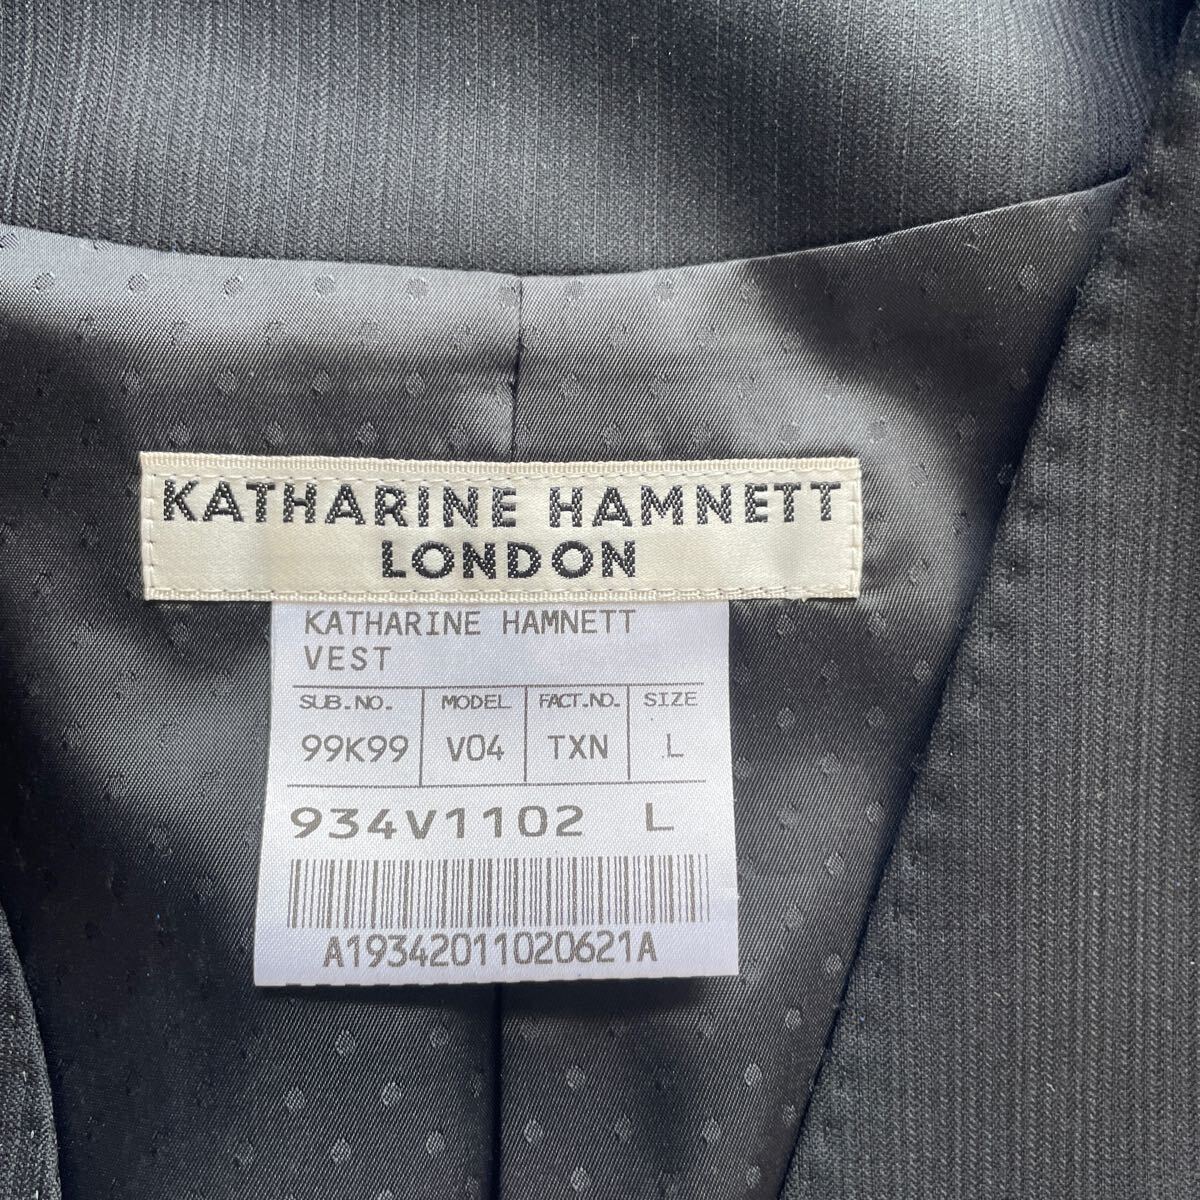 KATHARINE HAMNETT
LONDON
KATHARINE HAMNETT
VEST
SUB.NO. MODEL FACT.NO. SIZE
99K99 V04 TXN L
934V1102 L
A19342011020621A